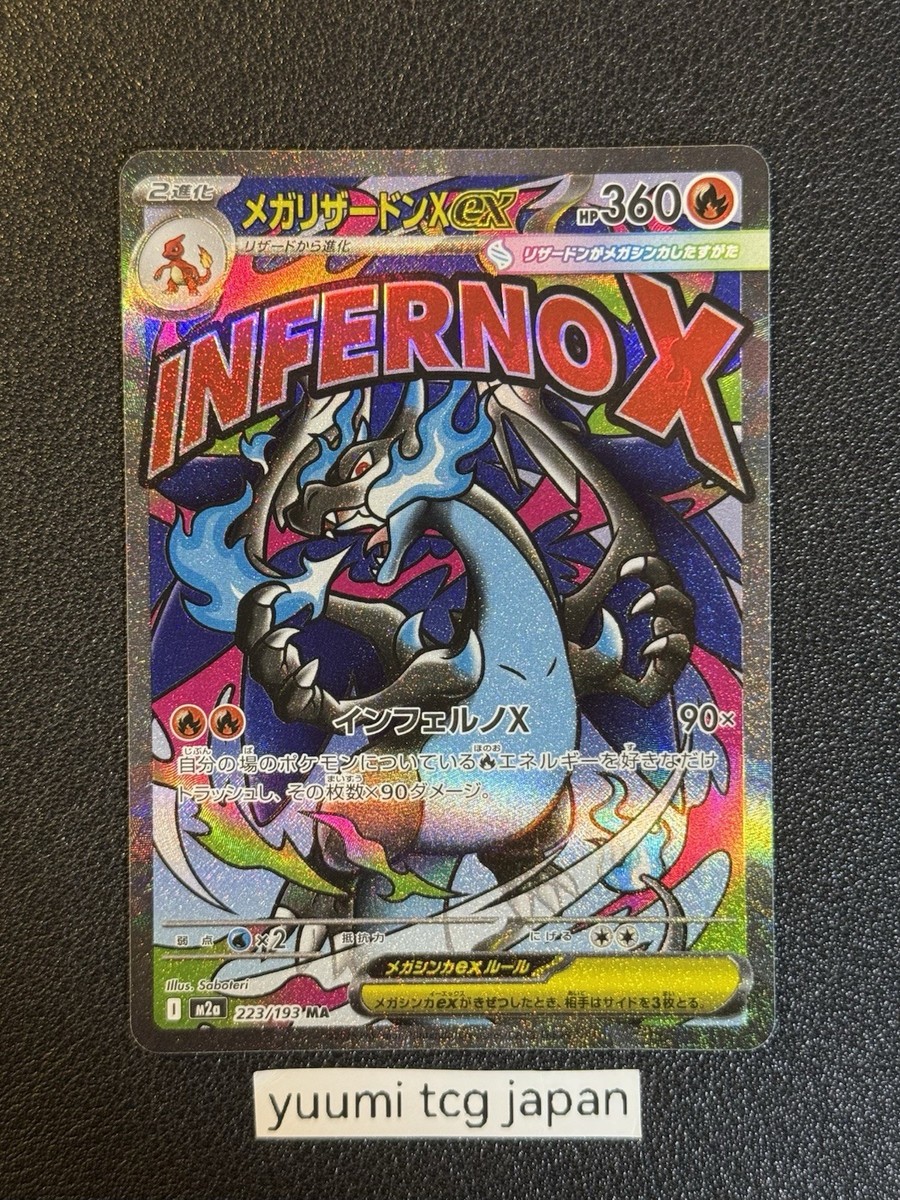 2進化
メガリザードンXex
HP360
リザードから進化
リザードンがメガシンカしたすがた
INFERNO X
インフェルノX 90×
自分の場のポケモンについているエネルギーを好きなだけ
トラッシュし、その枚数×90ダメージ。
弱点 ×2 抵抗力 にげる
メガシンカexルール
メガシンカexがきぜつしたとき、相手はサイドを3枚とる。
Illus. Saboteri
I m2a 223/193 MA
yuumi tcg japan